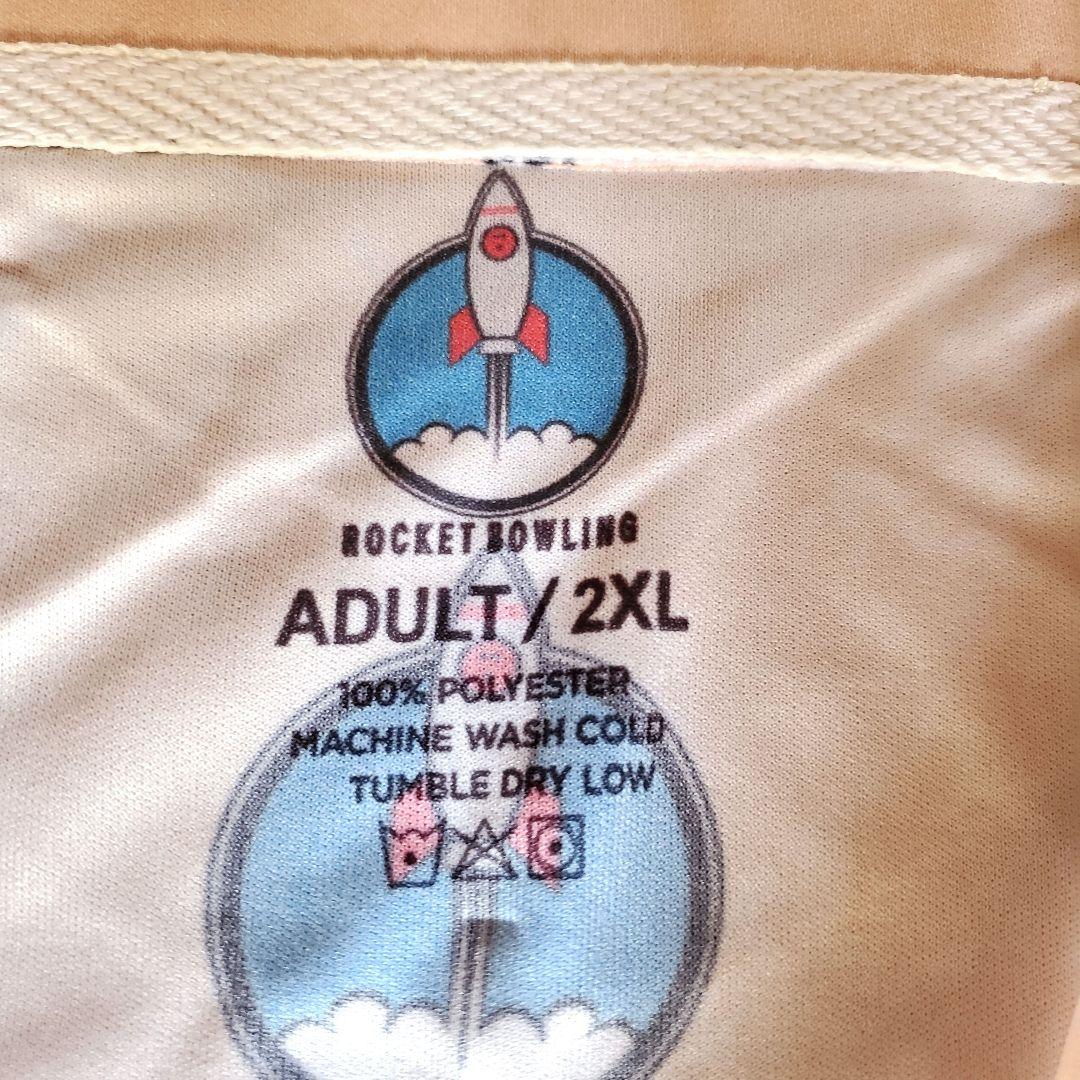 ROCKET BOWLING
ADULT / 2XL
100% POLYESTER
MACHINE WASH COLD
TUMBLE DRY LOW